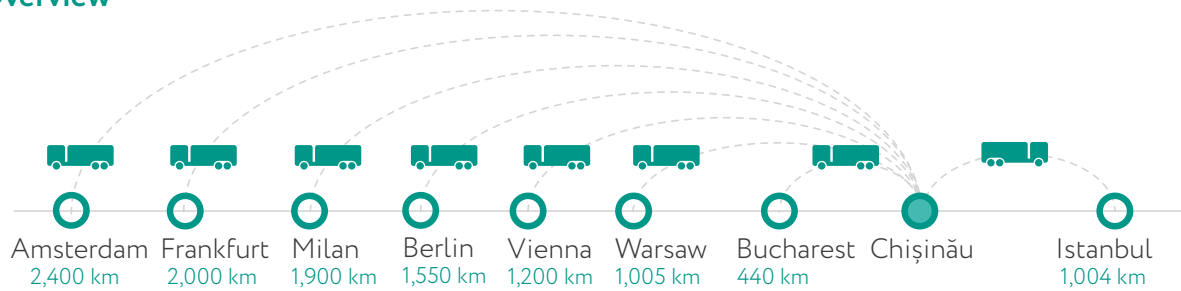 Amsterdam Frankfurt Milan Berlin Vienna Warsaw Bucharest Chișinău Istanbul
2,400 km 2,000 km 1,900 km 1,550 km 1,200 km 1,005 km 440 km 1,004 km